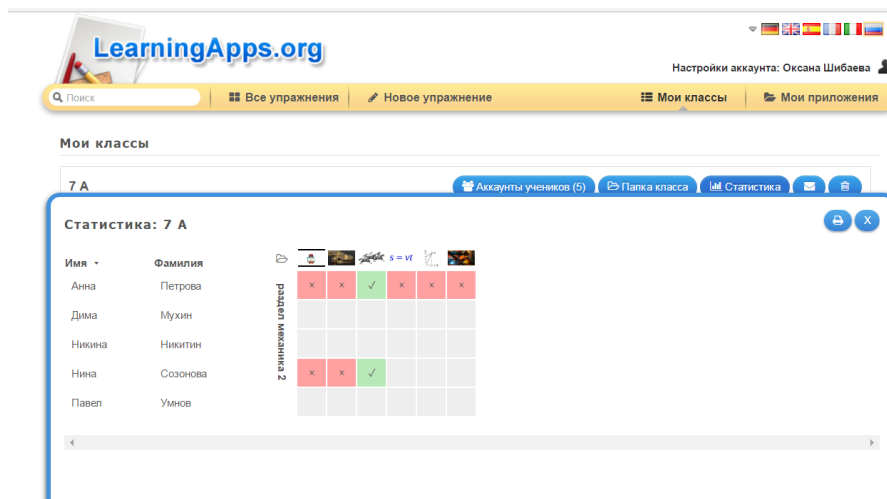 LearningApps.org
Настройки аккаунта: Оксана Шибаева
Поиск
Все упражнения
Новое упражнение
Мои классы
Мои приложения
Мои классы
7 А
Аккаунты учеников (5)
Папка класса
Статистика
Статистика: 7 А
X
Имя
Фамилия
s = vt
раздел механика 2
Анна Петрова x x ✓ x x x
Дима Мухин
Никина Никитин
Нина Созонова x x ✓
Павел Умнов